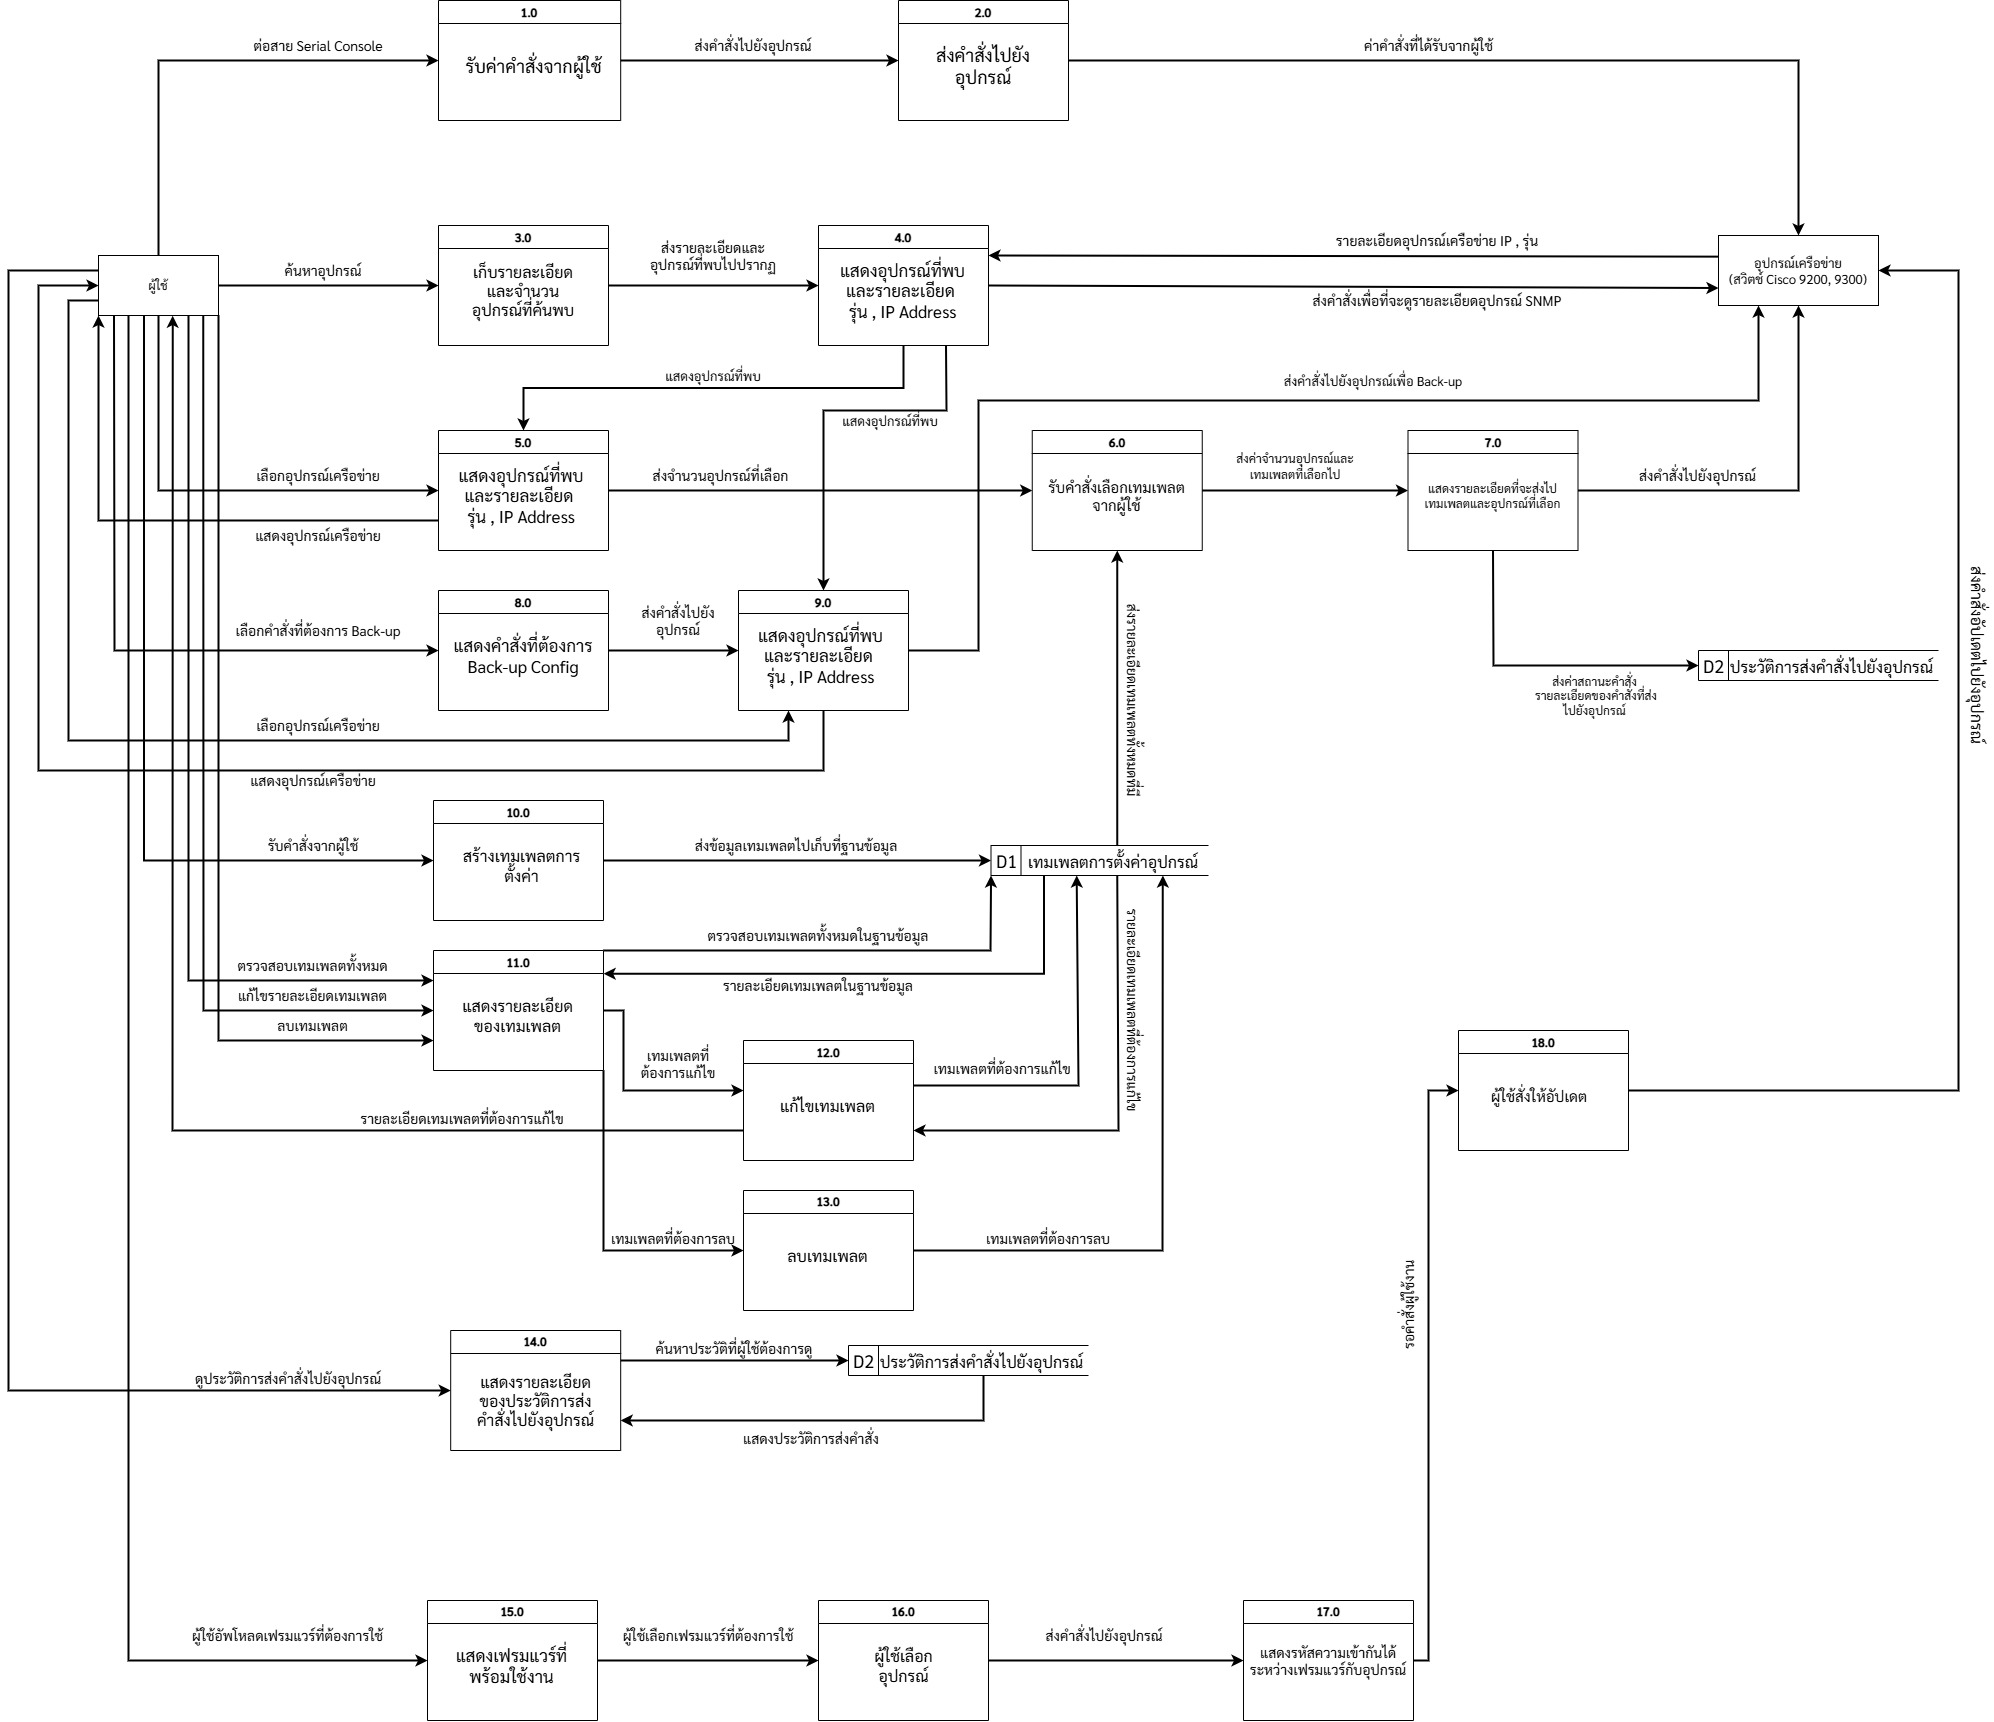 1.0
2.0
ต่อสาย Serial Console
ส่งคำสั่งไปยังอุปกรณ์
ค่าคำสั่งที่ได้รับจากผู้ใช้
รับค่าคำสั่งจากผู้ใช้
ส่งคำสั่งไปยัง
อุปกรณ์
3.0
4.0
ผู้ใช้
ค้นหาอุปกรณ์
เก็บรายละเอียด
และจำนวน
อุปกรณ์ที่ค้นพบ
ส่งรายละเอียดและ
อุปกรณ์ที่พบไปปรากฏ
แสดงอุปกรณ์ที่พบ
และรายละเอียด
รุ่น , IP Address
รายละเอียดอุปกรณ์เครือข่าย IP , รุ่น
ส่งคำสั่งเพื่อที่จะดูรายละเอียดอุปกรณ์ SNMP
อุปกรณ์เครือข่าย
(สวิตช์ Cisco 9200, 9300)
แสดงอุปกรณ์ที่พบ
แสดงอุปกรณ์ที่พบ
ส่งคำสั่งไปยังอุปกรณ์เพื่อ Back-up
5.0
6.0
7.0
เลือกอุปกรณ์เครือข่าย
แสดงอุปกรณ์ที่พบ
และรายละเอียด
รุ่น , IP Address
แสดงอุปกรณ์เครือข่าย
ส่งจำนวนอุปกรณ์ที่เลือก
รับคำสั่งเลือกเทมเพลต
จากผู้ใช้
ส่งค่าจำนวนอุปกรณ์และ
เทมเพลตที่เลือกไป
แสดงรายละเอียดที่จะส่งไป
เทมเพลตและอุปกรณ์ที่เลือก
ส่งคำสั่งไปยังอุปกรณ์
8.0
9.0
เลือกคำสั่งที่ต้องการ Back-up
แสดงคำสั่งที่ต้องการ
Back-up Config
ส่งคำสั่งไปยัง
อุปกรณ์
แสดงอุปกรณ์ที่พบ
และรายละเอียด
รุ่น , IP Address
ส่งรายละเอียดเทมเพลตทั้งหมดที่มี
D2 ประวัติการส่งคำสั่งไปยังอุปกรณ์
ส่งค่าสถานะคำสั่ง
รายละเอียดของคำสั่งที่ส่ง
ไปยังอุปกรณ์
ส่งคำสั่งอัปเดตไปยังอุปกรณ์
เลือกอุปกรณ์เครือข่าย
แสดงอุปกรณ์เครือข่าย
10.0
รับคำสั่งจากผู้ใช้
สร้างเทมเพลตการ
ตั้งค่า
ส่งข้อมูลเทมเพลตไปเก็บที่ฐานข้อมูล
D1 เทมเพลตการตั้งค่าอุปกรณ์
11.0
ตรวจสอบเทมเพลตทั้งหมดในฐานข้อมูล
รายละเอียดเทมเพลตในฐานข้อมูล
รายละเอียดเทมเพลตที่ต้องการแก้ไข
ตรวจสอบเทมเพลตทั้งหมด
แก้ไขรายละเอียดเทมเพลต
ลบเทมเพลต
แสดงรายละเอียด
ของเทมเพลต
12.0
เทมเพลตที่
ต้องการแก้ไข
แก้ไขเทมเพลต
เทมเพลตที่ต้องการแก้ไข
รายละเอียดเทมเพลตที่ต้องการแก้ไข
18.0
ผู้ใช้สั่งให้อัปเดต
13.0
เทมเพลตที่ต้องการลบ
ลบเทมเพลต
เทมเพลตที่ต้องการลบ
รอคำสั่งผู้ใช้งาน
14.0
ดูประวัติการส่งคำสั่งไปยังอุปกรณ์
แสดงรายละเอียด
ของประวัติการส่ง
คำสั่งไปยังอุปกรณ์
ค้นหาประวัติที่ผู้ใช้ต้องการดู
D2 ประวัติการส่งคำสั่งไปยังอุปกรณ์
แสดงประวัติการส่งคำสั่ง
15.0
16.0
17.0
ผู้ใช้อัพโหลดเฟรมแวร์ที่ต้องการใช้
แสดงเฟรมแวร์ที่
พร้อมใช้งาน
ผู้ใช้เลือกเฟรมแวร์ที่ต้องการใช้
ผู้ใช้เลือก
อุปกรณ์
ส่งคำสั่งไปยังอุปกรณ์
แสดงรหัสความเข้ากันได้
ระหว่างเฟรมแวร์กับอุปกรณ์